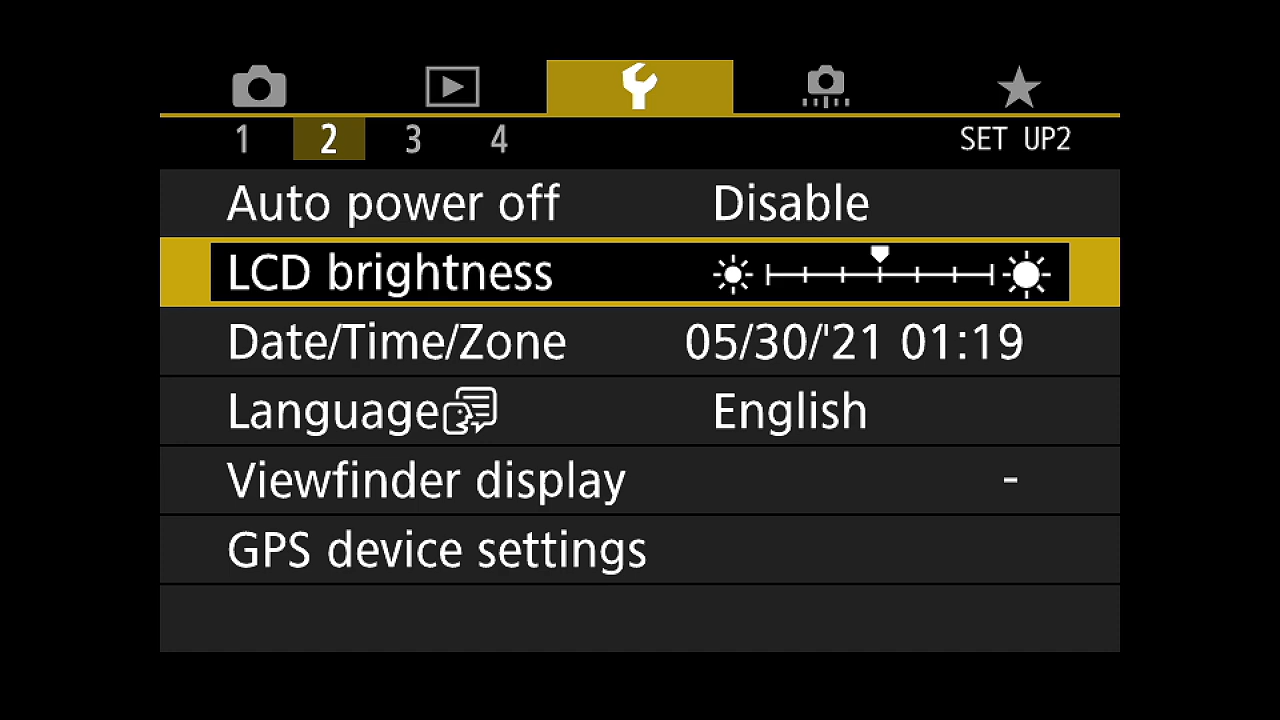 1 2 3 4 SET UP2
Auto power off Disable
LCD brightness
Date/Time/Zone 05/30/'21 01:19
Language English
Viewfinder display -
GPS device settings